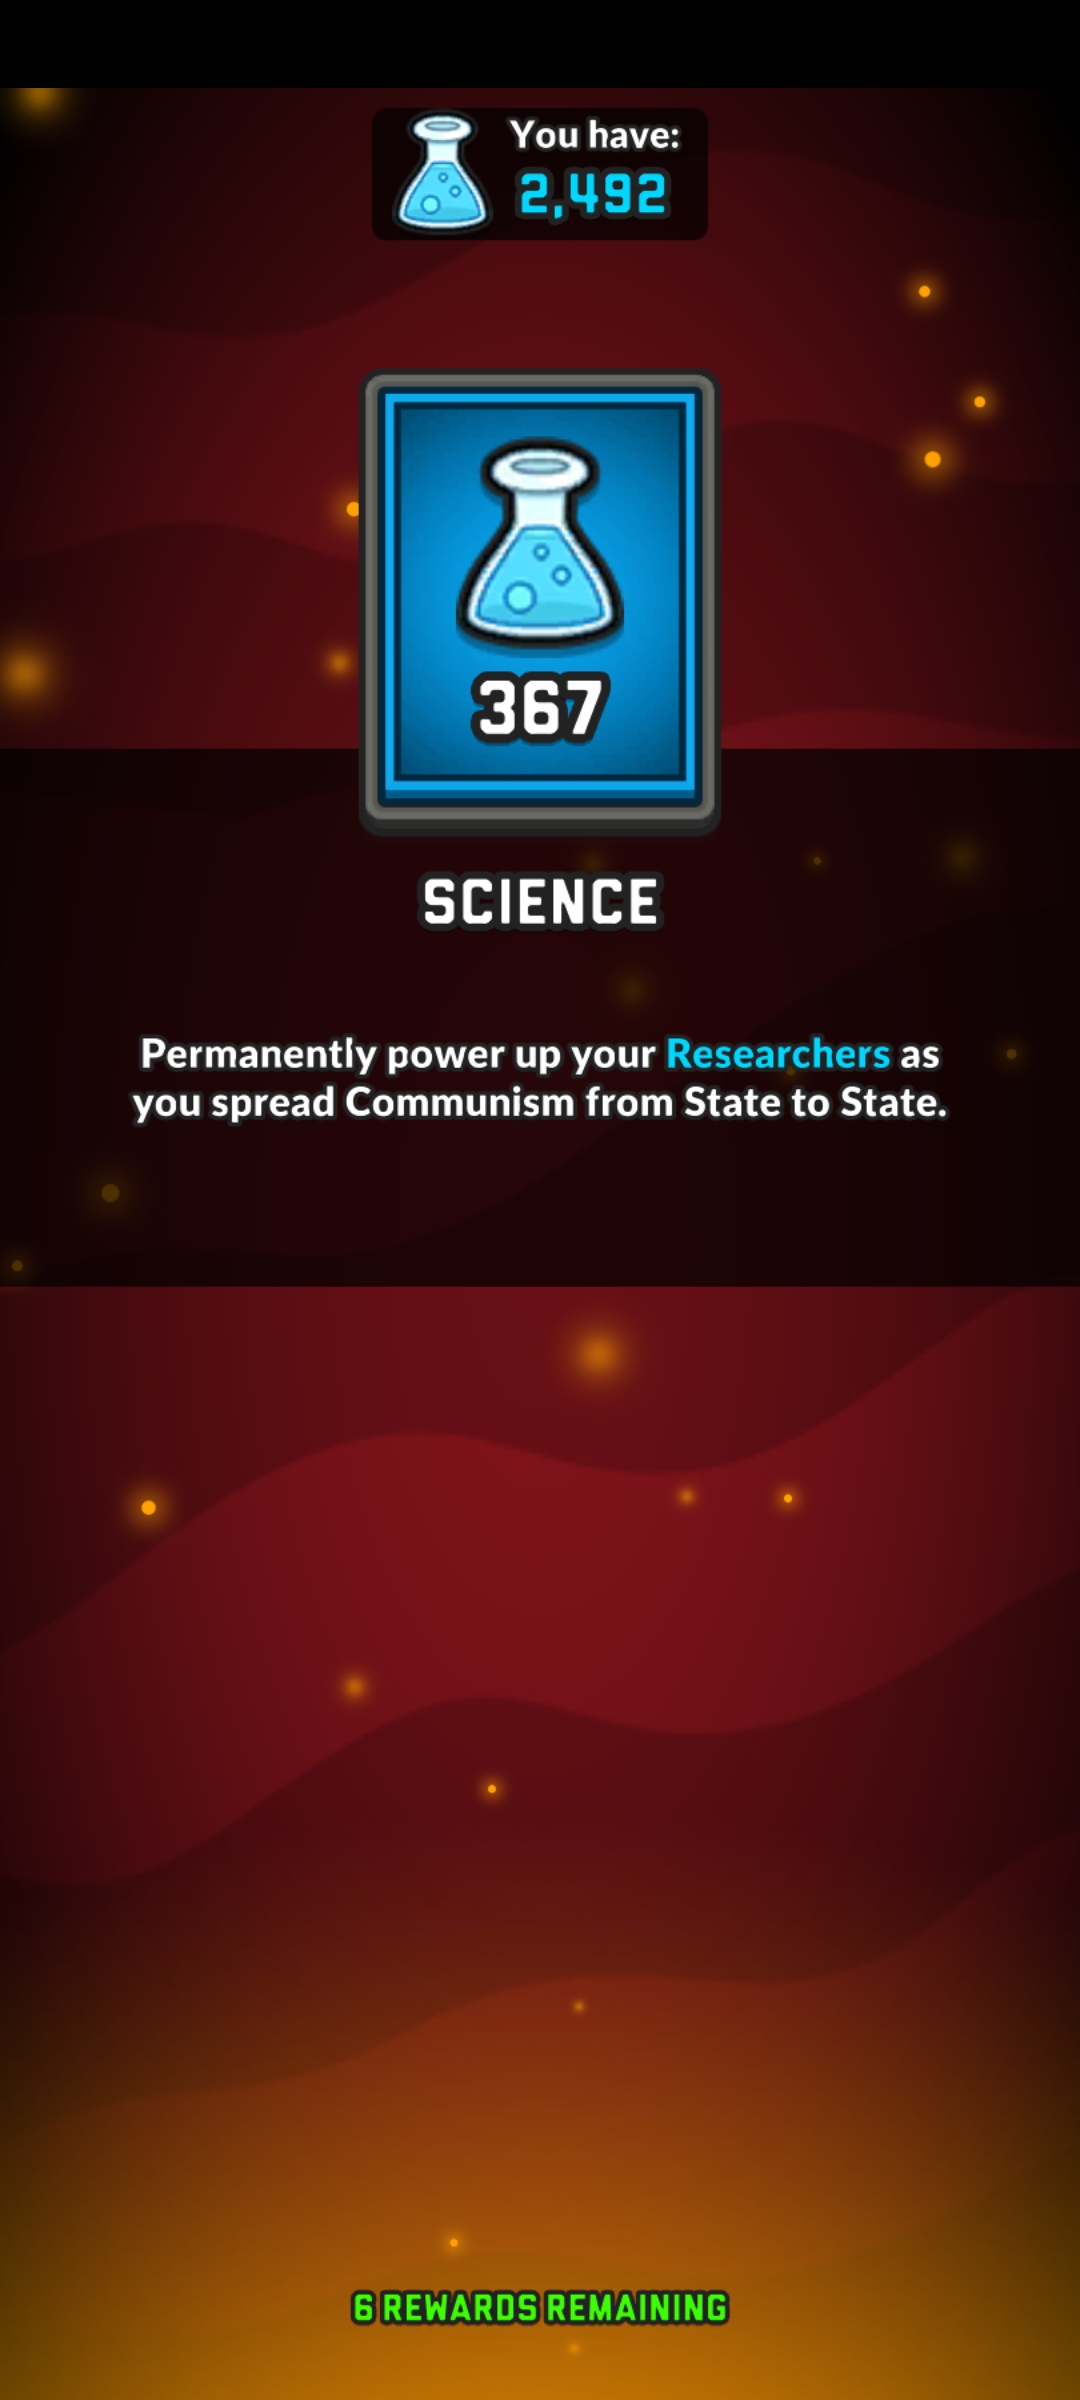 You have:
2,492
367
SCIENCE
Permanently power up your Researchers as
you spread Communism from State to State.
6 REWARDS REMAINING